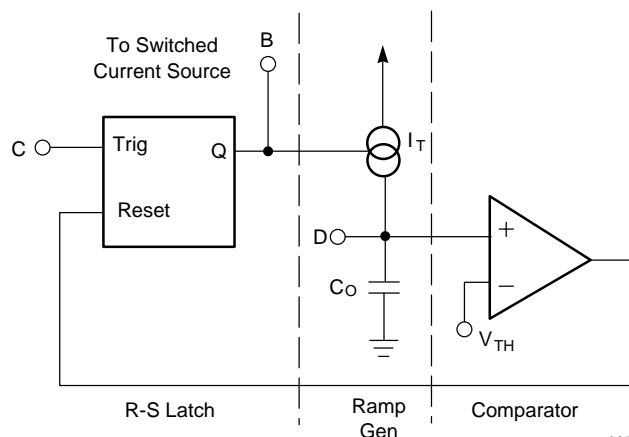 To Switched
Current Source
B
C
Trig
Q
Reset
I T
D
C O
+
−
V TH
R-S Latch
Ramp
Gen
Comparator